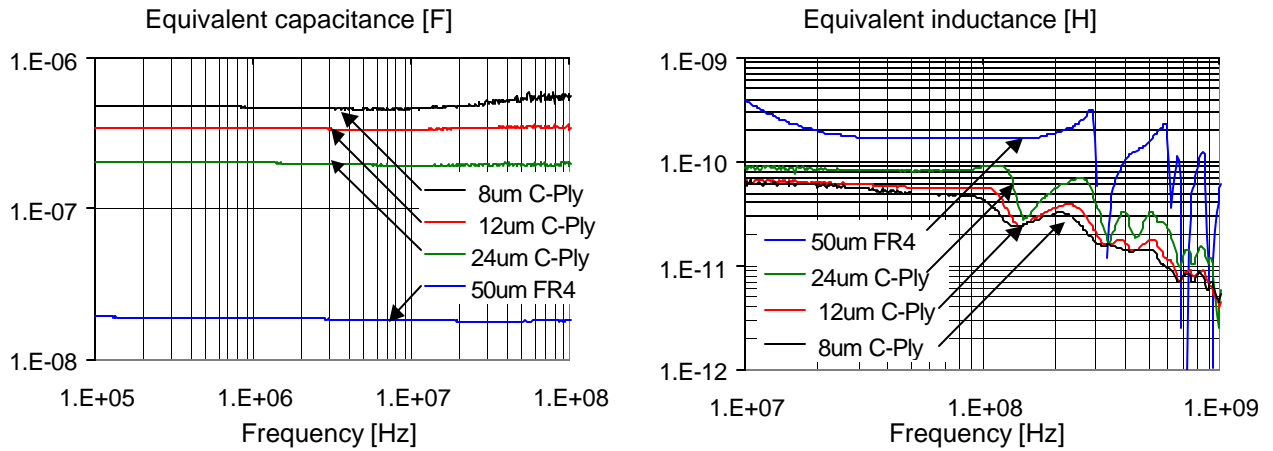 Equivalent capacitance [F]
1.E-06
1.E-07
1.E-08
8um C-Ply
12um C-Ply
24um C-Ply
50um FR4
1.E+05
1.E+06
1.E+07
1.E+08
Frequency [Hz]
Equivalent inductance [H]
1.E-09
1.E-10
1.E-11
1.E-12
50um FR4
24um C-Ply
12um C-Ply
8um C-Ply
1.E+07
1.E+08
1.E+09
Frequency [Hz]